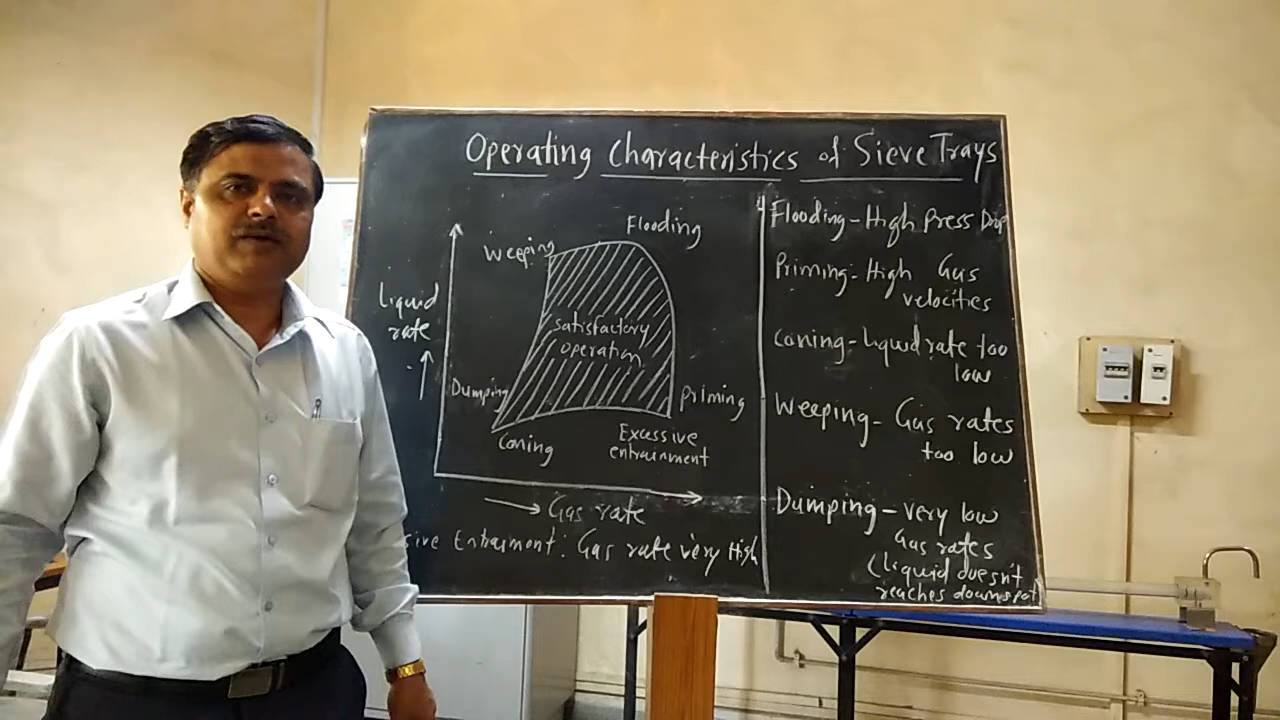 Operating Characteristics of Sieve Trays
Flooding
Weeping
Liquid
rate
Satisfactory
operation
Dumping
Priming
Coning
Excessive
entrainment
Gas rate
sive Entrainment: Gas rate very High
Flooding - High Press Drop
Priming - High Gas
velocities
Coning - Liquid rate too
low
Weeping - Gas rates
too low
Dumping - very low
Gas rates
(Liquid doesn't
reaches downspot